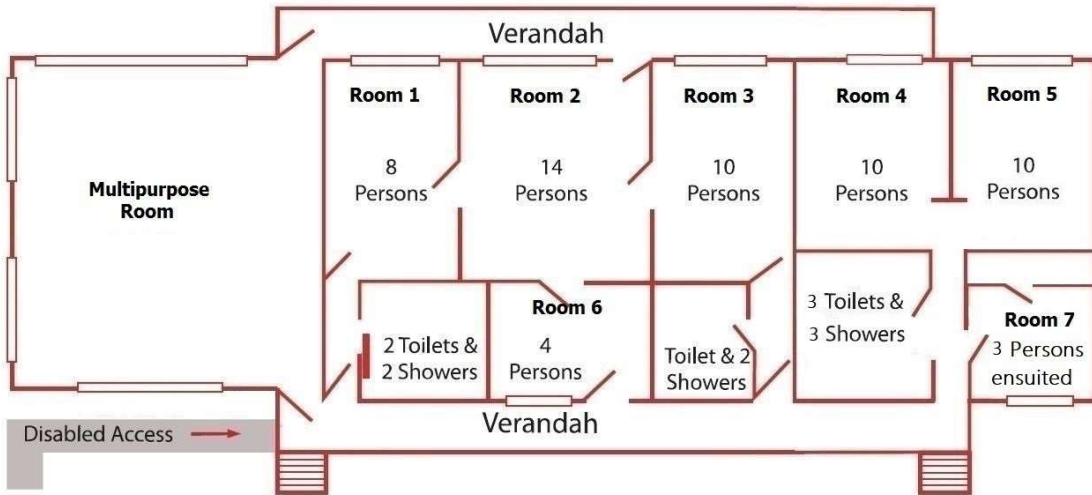 Verandah
Room 1
Room 2
Room 3
Room 4
Room 5
8
Persons
14
Persons
10
Persons
10
Persons
10
Persons
Multipurpose
Room
2 Toilets &
2 Showers
Room 6
4
Persons
Toilet & 2
Showers
3 Toilets &
3 Showers
Room 7
3 Persons
ensuited
Verandah
Disabled Access